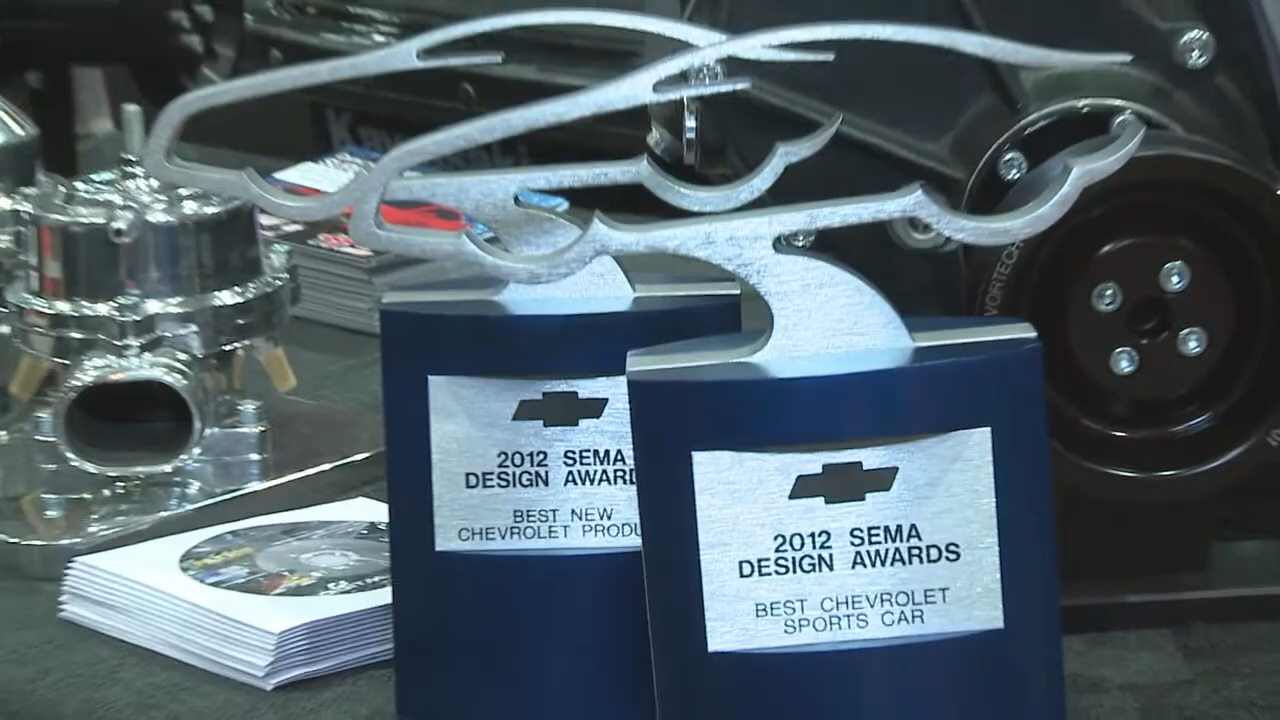 2012 SEMA
DESIGN AWARD
BEST NEW
CHEVROLET PRODU
2012 SEMA
DESIGN AWARDS
BEST CHEVROLET
SPORTS CAR
VORTECH